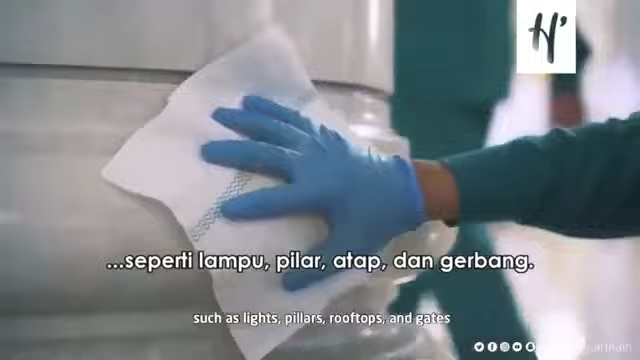 H'
...seperti lampu, pilar, atap, dan gerbang.
such as lights, pillars, rooftops, and gates